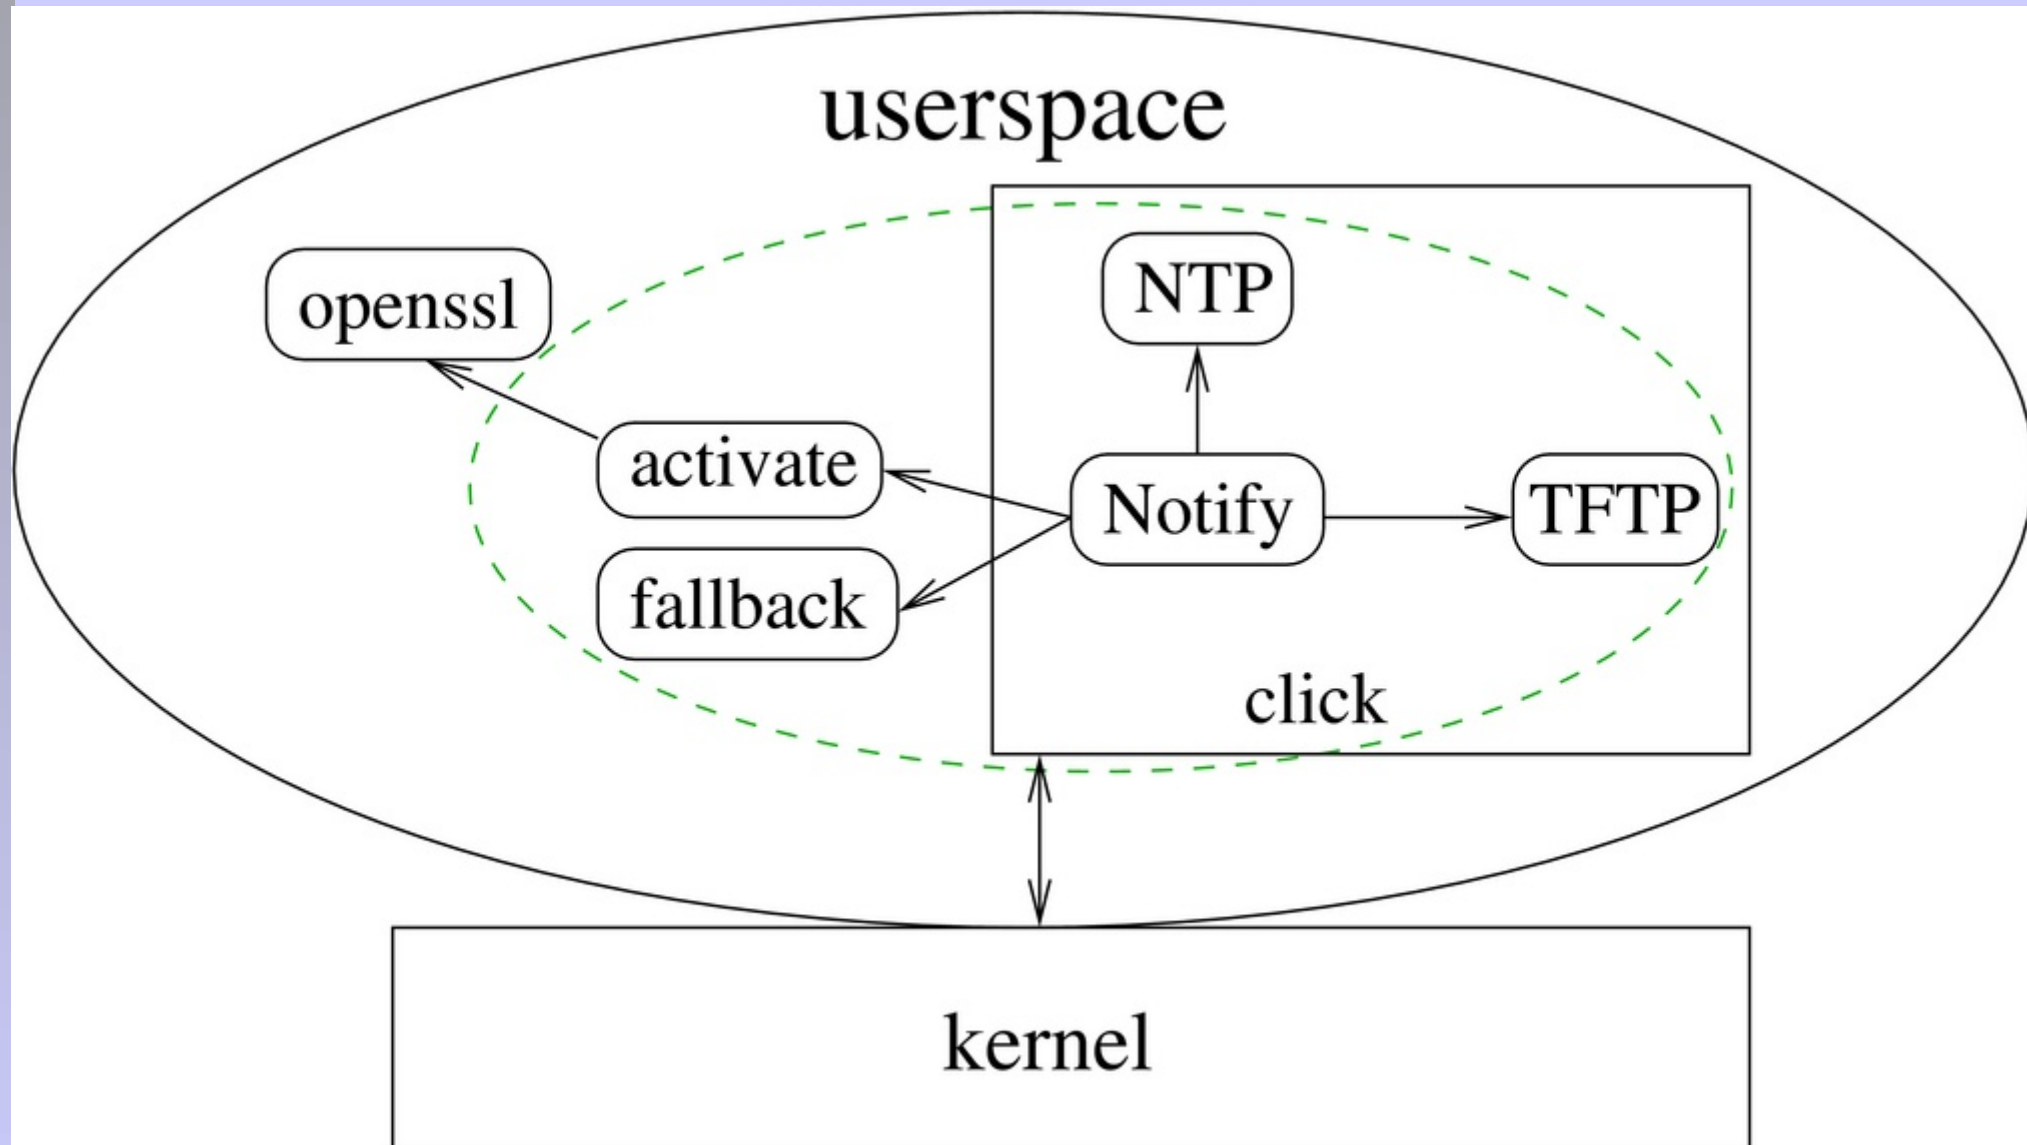 userspace
openssl
NTP
activate
Notify
TFTP
fallback
click
kernel